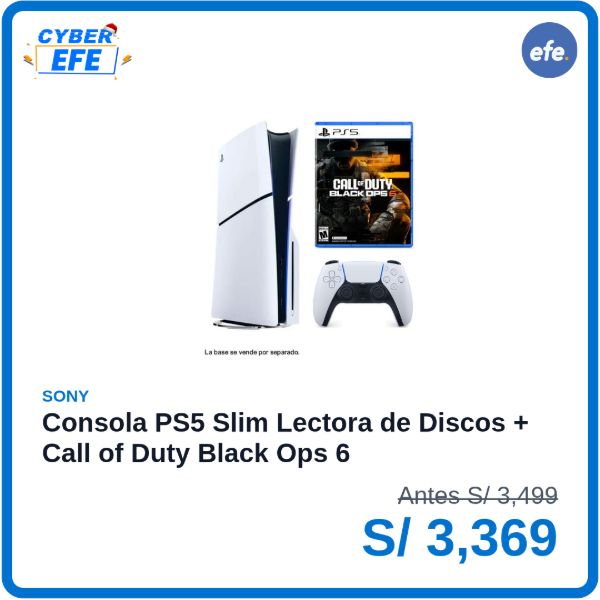 CYBER
EFE
efe.
PS5
CALL OF DUTY
BLACK OPS 6
M
La base se vende por separado.
SONY
Consola PS5 Slim Lectora de Discos +
Call of Duty Black Ops 6
Antes S/ 3,499
S/ 3,369